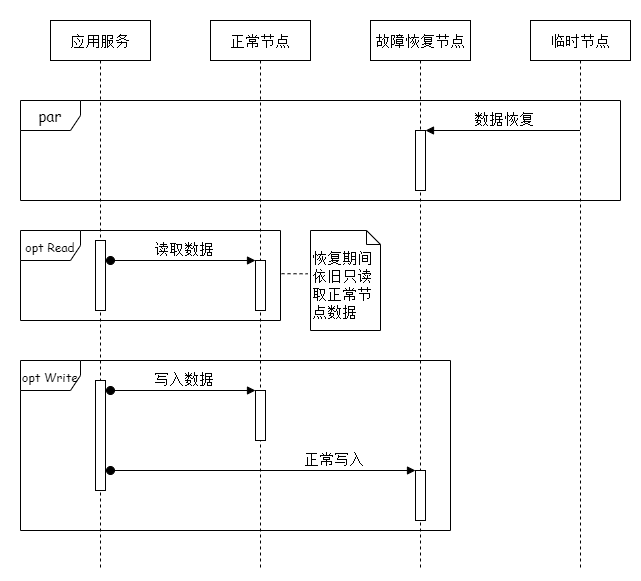 应用服务
正常节点
故障恢复节点
临时节点
par
数据恢复
opt Read
读取数据
恢复期间
依旧只读
取正常节
点数据
opt Write
写入数据
正常写入